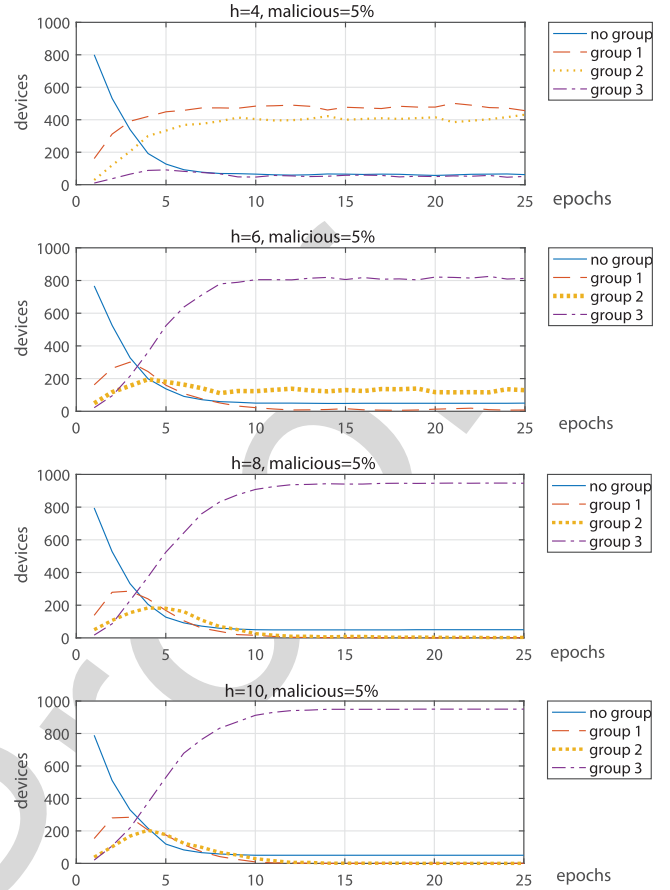 h=4, malicious=5%
1000
800
600
400
200
0
devices
0 5 10 15 20 25
epochs
no group
group 1
group 2
group 3
h=6, malicious=5%
1000
800
600
400
200
0
devices
0 5 10 15 20 25
epochs
no group
group 1
group 2
group 3
h=8, malicious=5%
1000
800
600
400
200
0
devices
0 5 10 15 20 25
epochs
no group
group 1
group 2
group 3
h=10, malicious=5%
1000
800
600
400
200
0
devices
0 5 10 15 20 25
epochs
no group
group 1
group 2
group 3